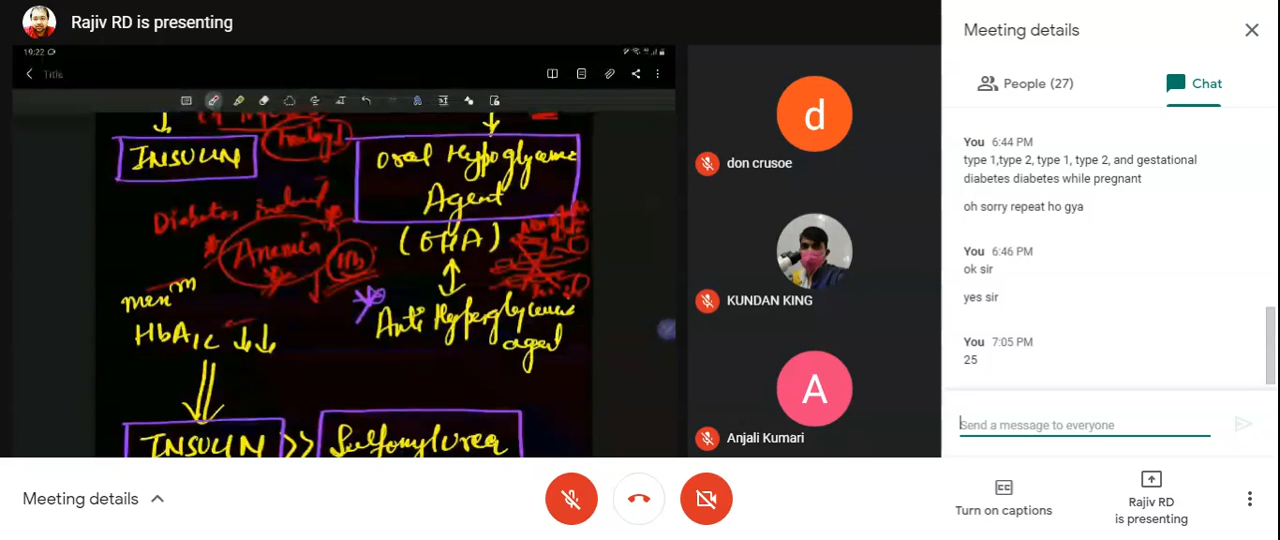 Rajiv RD is presenting
19:22
Title
INSULIN
Oral Hypoglycemic
Agent
(OHA)
Diabetes induced
Anemia
Hb
Anti Hyperglycemic
agent
HbA1c ↓↓
INSULIN >> Sulfonylurea
don crusoe
KUNDAN KING
A
Anjali Kumari
d
Meeting details
People (27)
Chat
You 6:44 PM
type 1,type 2, type 1, type 2, and gestational
diabetes diabetes while pregnant
oh sorry repeat ho gya
You 6:46 PM
ok sir
yes sir
You 7:05 PM
25
Send a message to everyone
Meeting details
CC
Turn on captions
Rajiv RD
is presenting